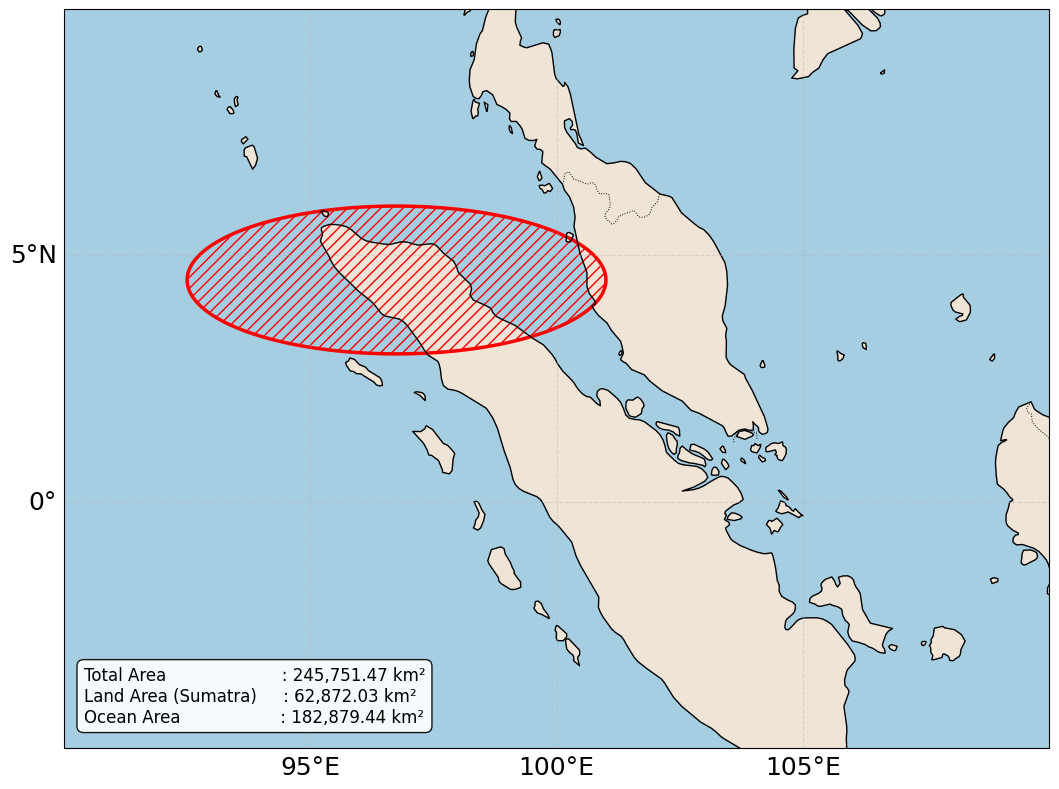 5°N
0°
Total Area : 245,751.47 km²
Land Area (Sumatra) : 62,872.03 km²
Ocean Area : 182,879.44 km²
95°E 100°E 105°E